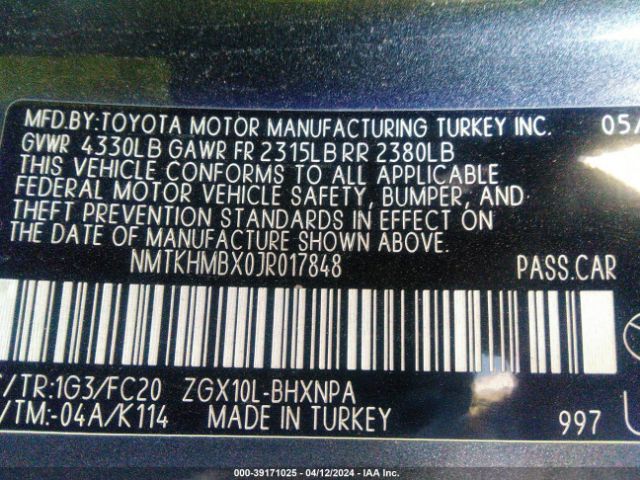 MFD.BY:TOYOTA MOTOR MANUFACTURING TURKEY INC. 05/
GVWR 4330LB GAWR FR 2315LB RR 2380LB
THIS VEHICLE CONFORMS TO ALL APPLICABLE
FEDERAL MOTOR VEHICLE SAFETY, BUMPER, AND
THEFT PREVENTION STANDARDS IN EFFECT ON
THE DATE OF MANUFACTURE SHOWN ABOVE.
NMTKHMBX0JR017848 PASS.CAR
/TR:1G3/FC20 ZGX10L-BHXNPA
/TM:-04A/K114 MADE IN TURKEY 997
000-39171025 - 04/12/2024 - IAA Inc.